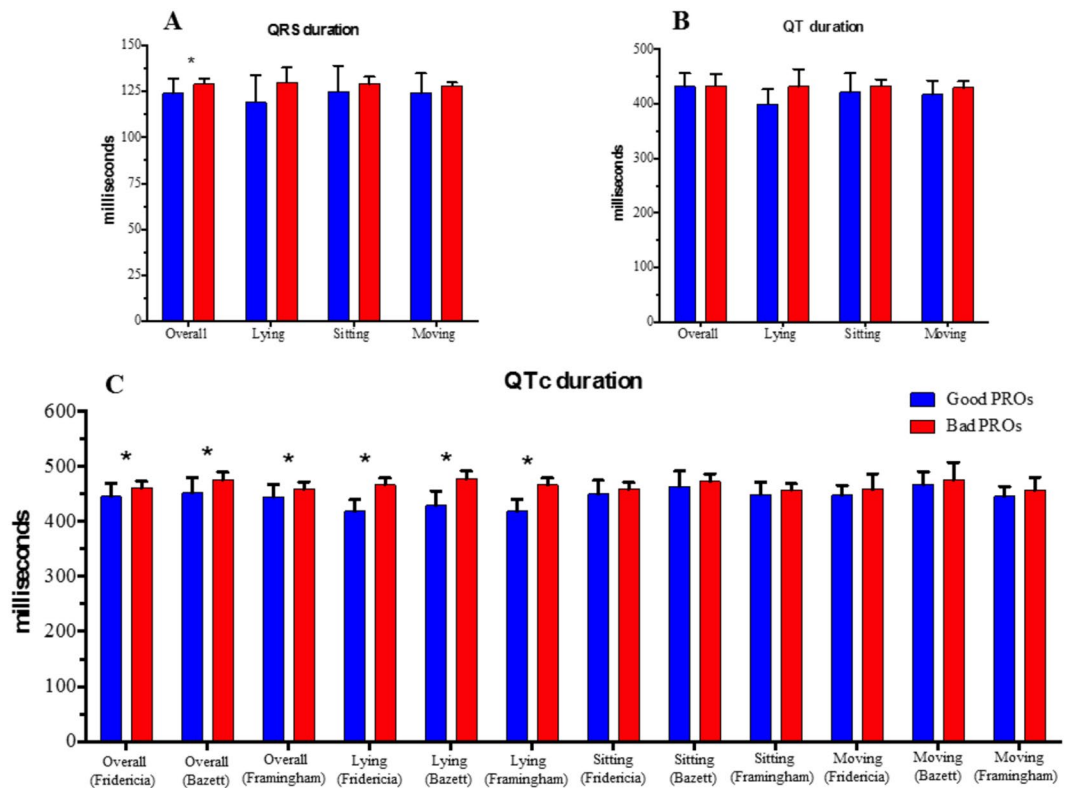 A
QRS duration
*
150
125
100
75
50
25
0
milliseconds
Overall
Lying
Sitting
Moving
B
QT duration
500
400
300
200
100
0
milliseconds
Overall
Lying
Sitting
Moving
C
QTc duration
Good PROs
Bad PROs
600
500
400
300
200
100
0
milliseconds
* * * * * *
Overall
(Fridericia)
Overall
(Bazett)
Overall
(Framingham)
Lying
(Fridericia)
Lying
(Bazett)
Lying
(Framingham)
Sitting
(Fridericia)
Sitting
(Bazett)
Sitting
(Framingham)
Moving
(Fridericia)
Moving
(Bazett)
Moving
(Framingham)